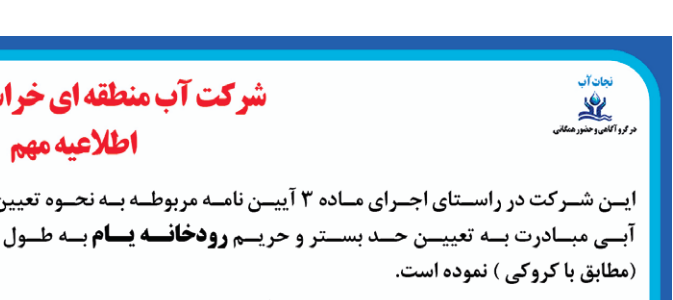 نجات آب
در گرو آگاهی و حضور همگانی
شرکت آب منطقه ای
اطلاعیه مهم
این شرکت در راستای اجرای ماده ۳ آیین نامه مربوطه به نحوه تعیین
آبی مبادرت به تعیین حد بستر و حریم رودخانه یام به طول
(مطابق با کروکی ) نموده است.